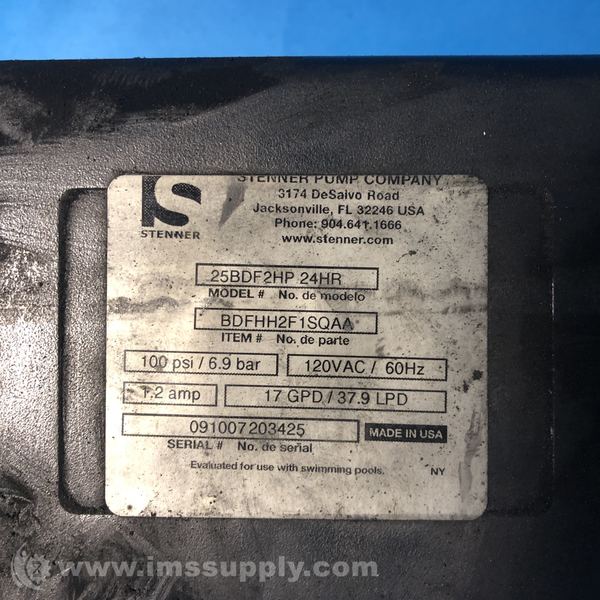 STENNER PUMP COMPANY
3174 DeSalvo Road
Jacksonville, FL 32246 USA
Phone: 904.641.1666
www.stenner.com
S
STENNER
25BDF2HP 24HR
MODEL # No. de modelo
BDFHH2F1SQAA
ITEM # No. de parte
100 psi / 6.9 bar 120VAC / 60Hz
1.2 amp 17 GPD / 37.9 LPD
091007203425 MADE IN USA
SERIAL # No. de serial
Evaluated for use with swimming pools. NY
www.imssupply.com